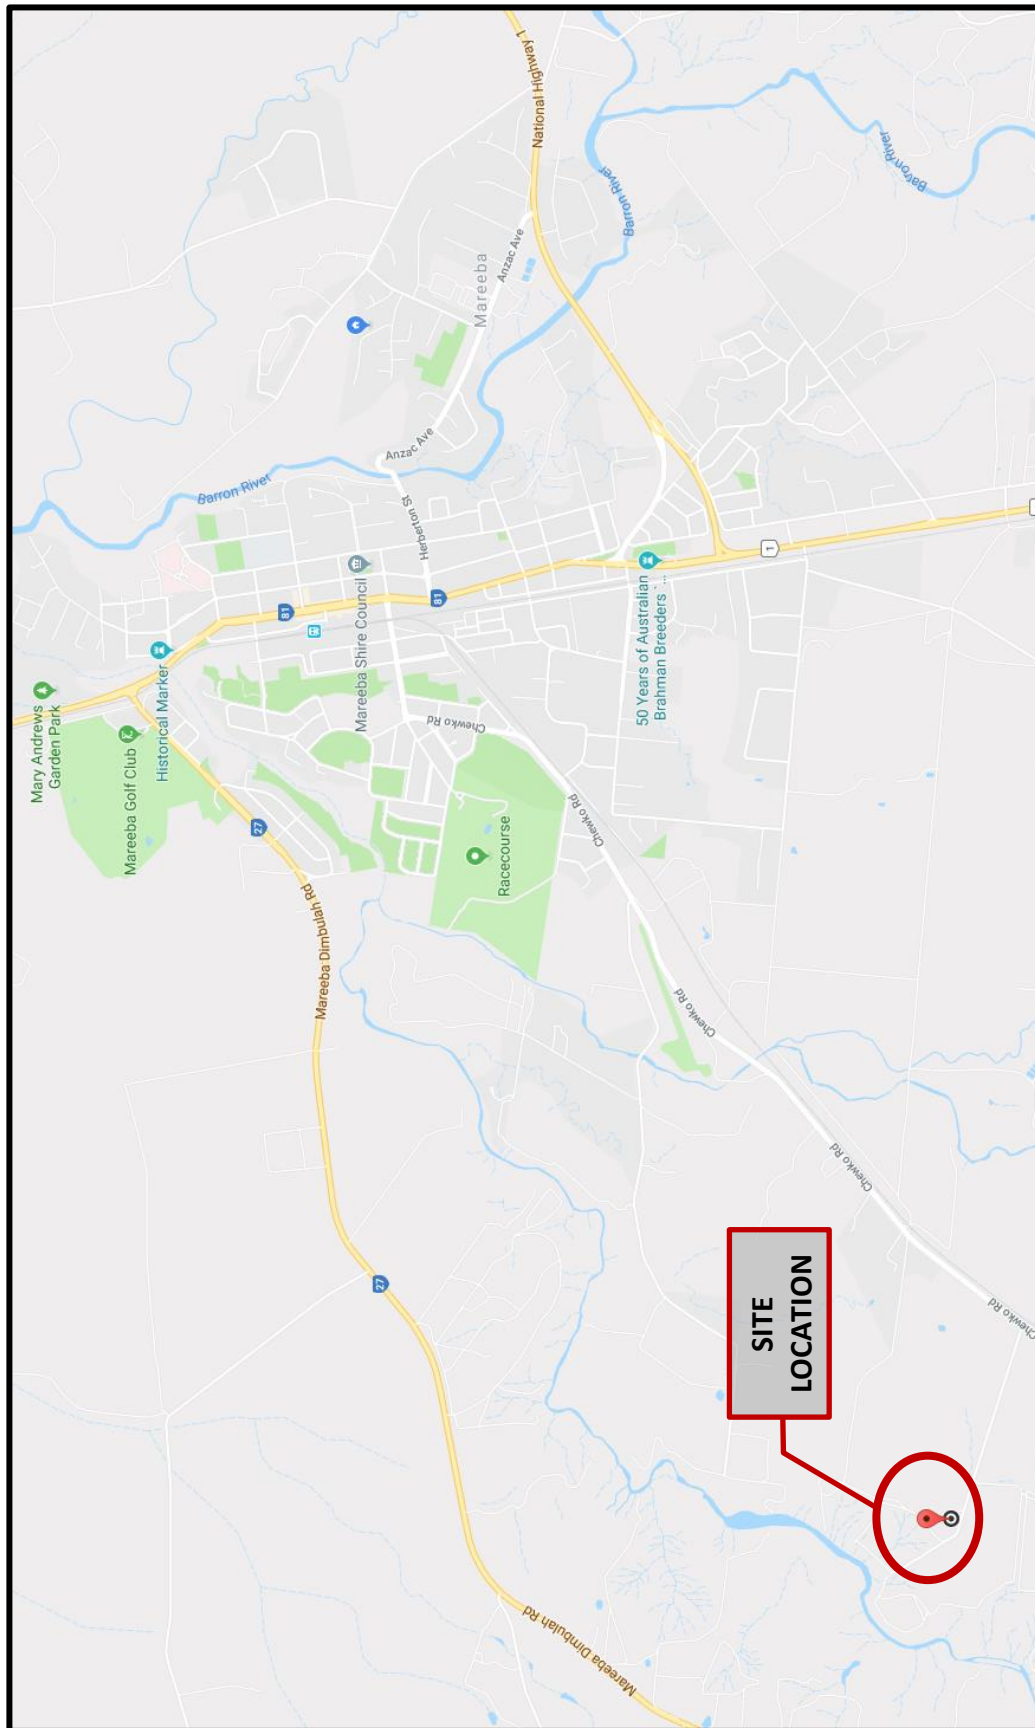 National Highway 1
Barron River
Barron River
Batron River
Anzac Ave
Mareeba
Anzac Ave
Barron Rivet
Herberton St
Mareeba Shire Council
81
81
1
50 Years of Australian
Brahman Breeders ...
Mary Andrews
Garden Park
Mareeba Golf Club
Historical Marker
27
Mareeba Dimbulah Rd
Chewko Rd
Racecourse
Chewko Rd
Chewko Rd
Chewko Rd
Chewko Rd
27
Mareeba Dimbulah Rd
SITE
LOCATION